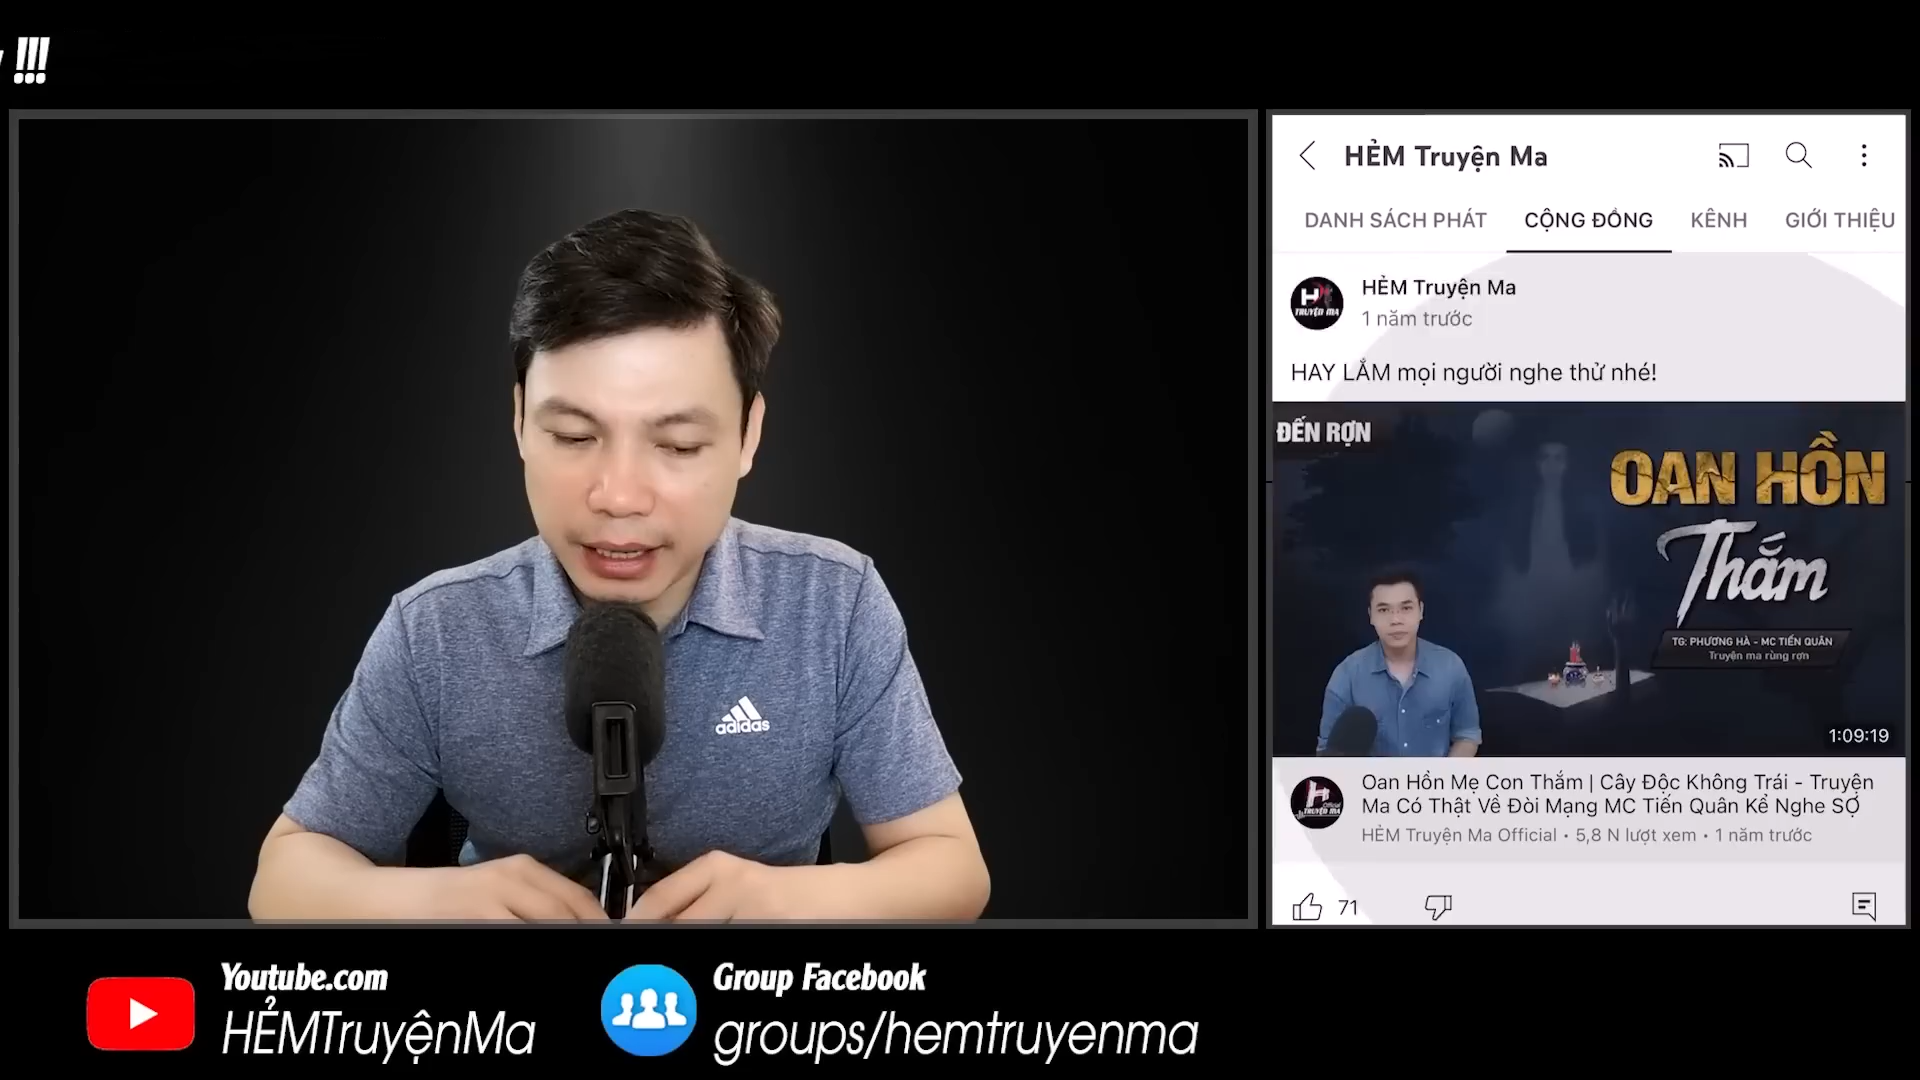 !!!
HẺM Truyện Ma
DANH SÁCH PHÁT
CỘNG ĐỒNG
KÊNH
GIỚI THIỆU
HẺM Truyện Ma
1 năm trước
HAY LẮM mọi người nghe thử nhé!
ĐẾN RỢN
OAN HỒN
Thắm
TG: PHƯƠNG HÀ - MC TIẾN QUÂN
Truyện ma rùng rợn
1:09:19
Oan Hồn Mẹ Con Thắm | Cây Độc Không Trái - Truyện
Ma Có Thật Về Đòi Mạng MC Tiến Quân Kể Nghe SỢ
HẺM Truyện Ma Official • 5,8 N lượt xem • 1 năm trước
71
adidas
Youtube.com
HẺMTruyệnMa
Group Facebook
groups/hemtruyenma